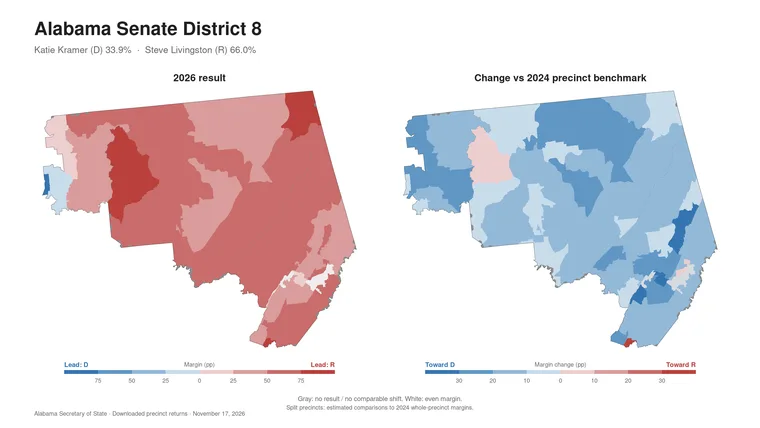 Alabama Senate District 8
Katie Kramer (D) 33.9% · Steve Livingston (R) 66.0%
2026 result
Change vs 2024 precinct benchmark
Lead: D Margin (pp) Lead: R
75 50 25 0 25 50 75
Toward D Margin change (pp) Toward R
30 20 10 0 10 20 30
Gray: no result / no comparable shift. White: even margin.
Split precincts: estimated comparisons to 2024 whole-precinct margins.
Alabama Secretary of State · Downloaded precinct returns · November 17, 2026